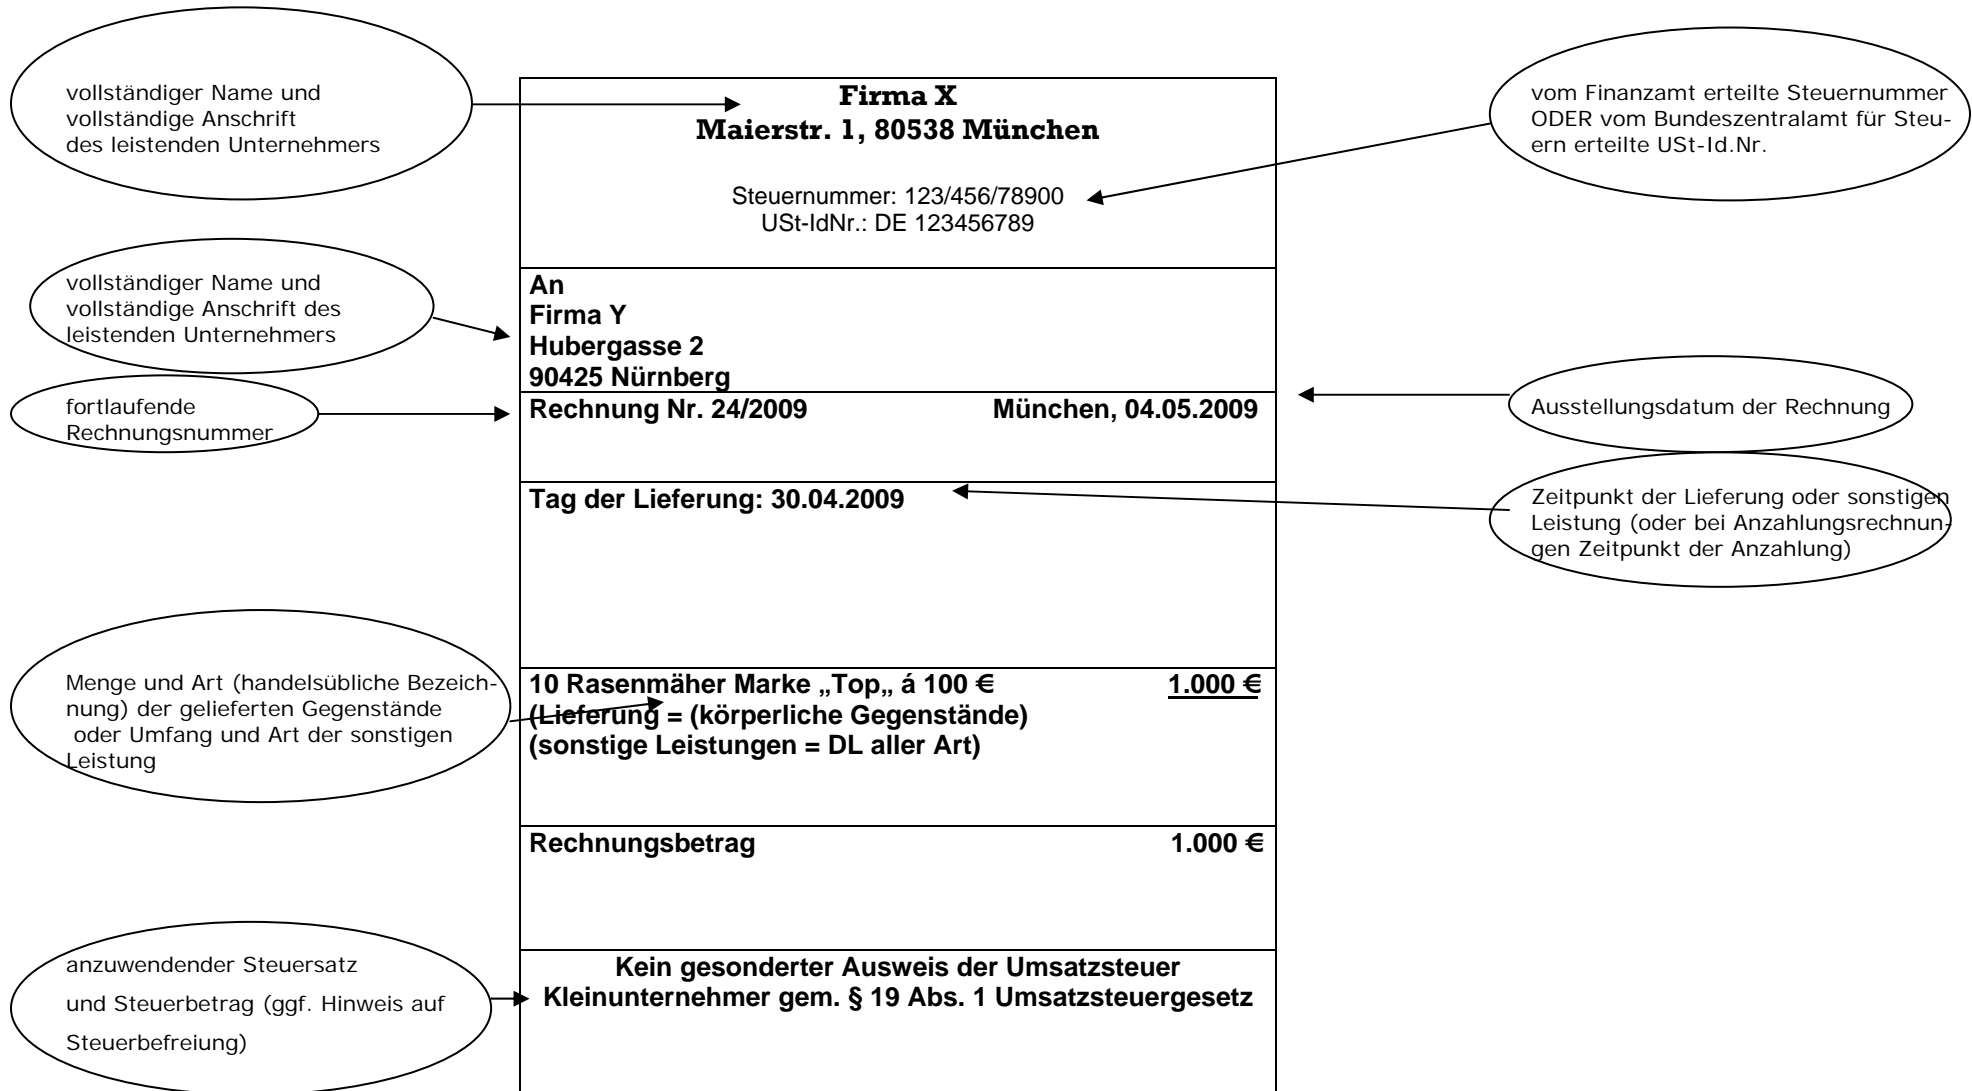 vollständiger Name und
vollständige Anschrift
des leistenden Unternehmers
Firma X
Maierstr. 1, 80538 München
Steuernummer: 123/456/78900
USt-IdNr.: DE 123456789
vom Finanzamt erteilte Steuernummer
ODER vom Bundeszentralamt für Steu-
ern erteilte USt-Id.Nr.
vollständiger Name und
vollständige Anschrift des
leistenden Unternehmers
An
Firma Y
Hubergasse 2
90425 Nürnberg
fortlaufende
Rechnungsnummer
Rechnung Nr. 24/2009 München, 04.05.2009
Ausstellungsdatum der Rechnung
Tag der Lieferung: 30.04.2009
Zeitpunkt der Lieferung oder sonstigen
Leistung (oder bei Anzahlungsrechnun-
gen Zeitpunkt der Anzahlung)
Menge und Art (handelsübliche Bezeich-
nung) der gelieferten Gegenstände
oder Umfang und Art der sonstigen
Leistung
10 Rasenmäher Marke „Top„ á 100 € 1.000 €
(Lieferung = (körperliche Gegenstände)
(sonstige Leistungen = DL aller Art)
Rechnungsbetrag 1.000 €
anzuwendender Steuersatz
und Steuerbetrag (ggf. Hinweis auf
Steuerbefreiung)
Kein gesonderter Ausweis der Umsatzsteuer
Kleinunternehmer gem. § 19 Abs. 1 Umsatzsteuergesetz